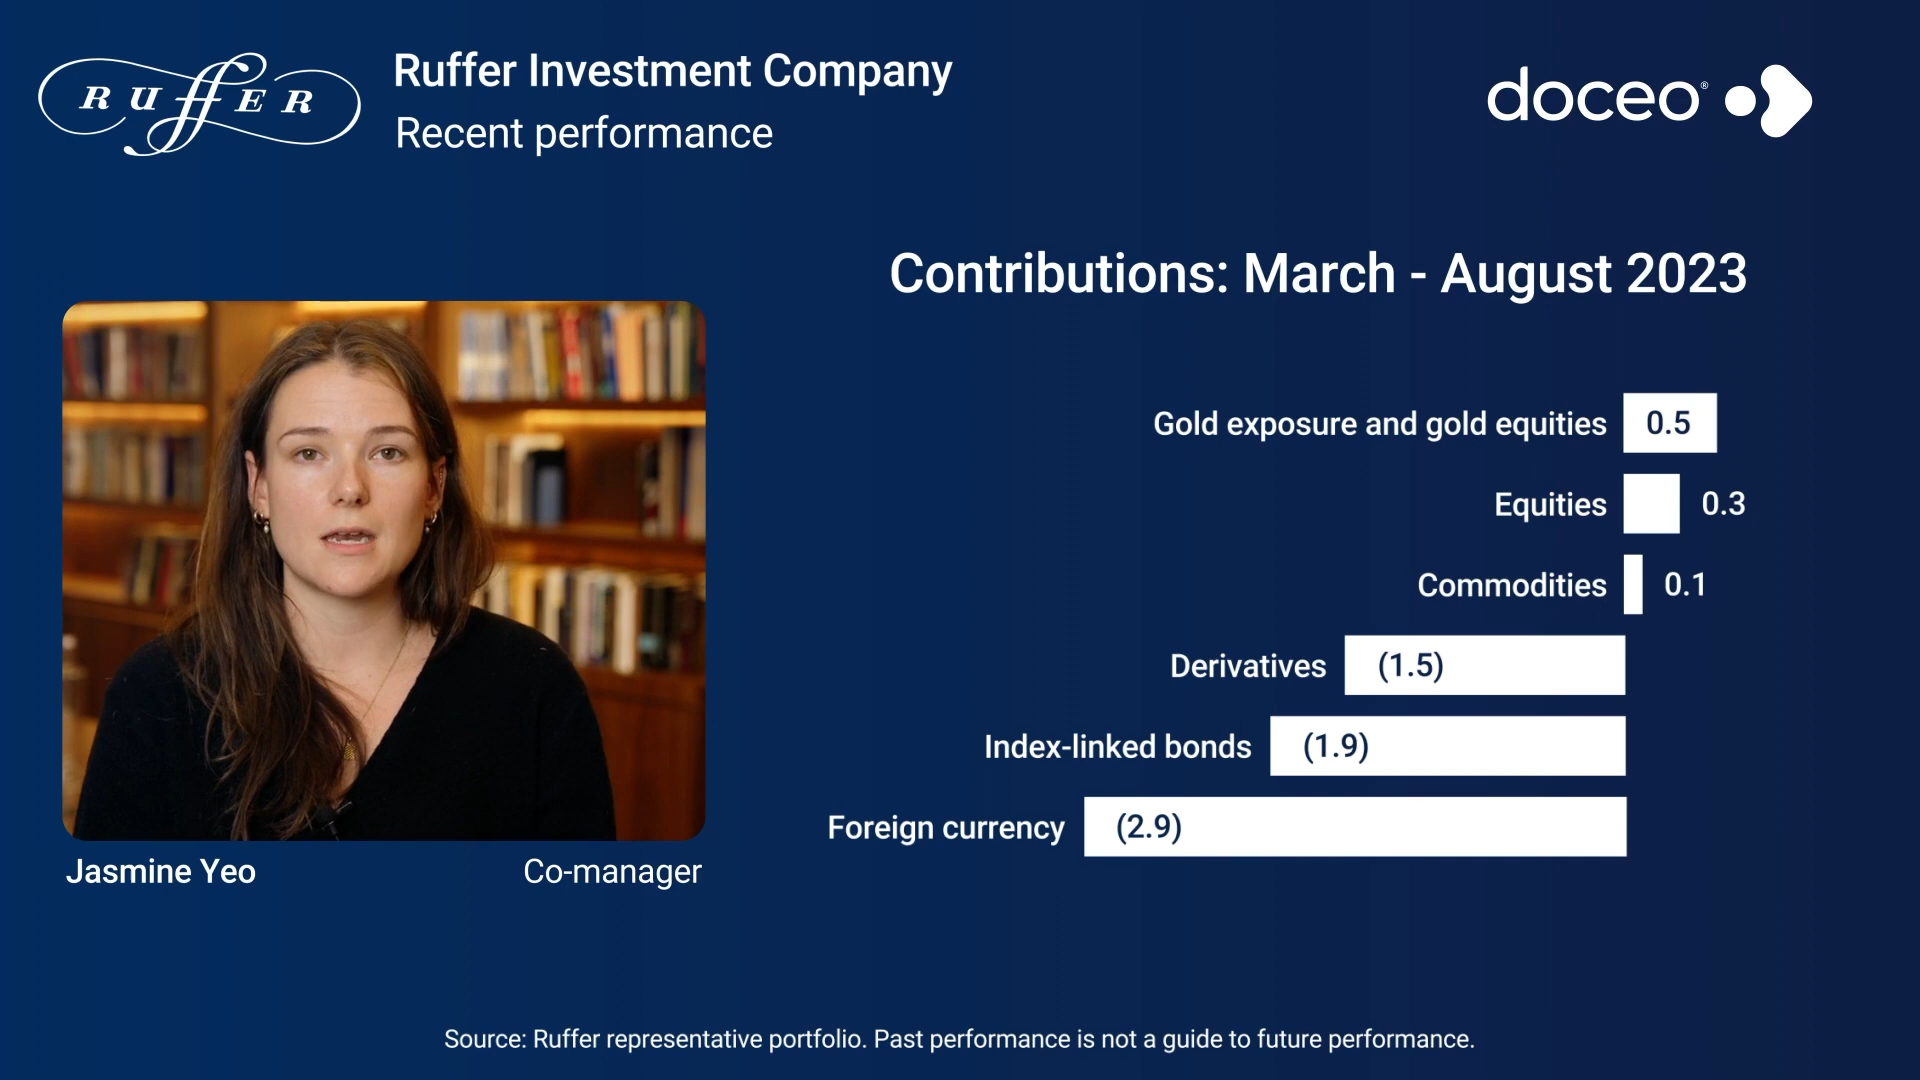 RUffER
Ruffer Investment Company
Recent performance
doceo®
Contributions: March - August 2023
Gold exposure and gold equities 0.5
Equities 0.3
Commodities 0.1
Derivatives (1.5)
Index-linked bonds (1.9)
Foreign currency (2.9)
Jasmine Yeo Co-manager
Source: Ruffer representative portfolio. Past performance is not a guide to future performance.